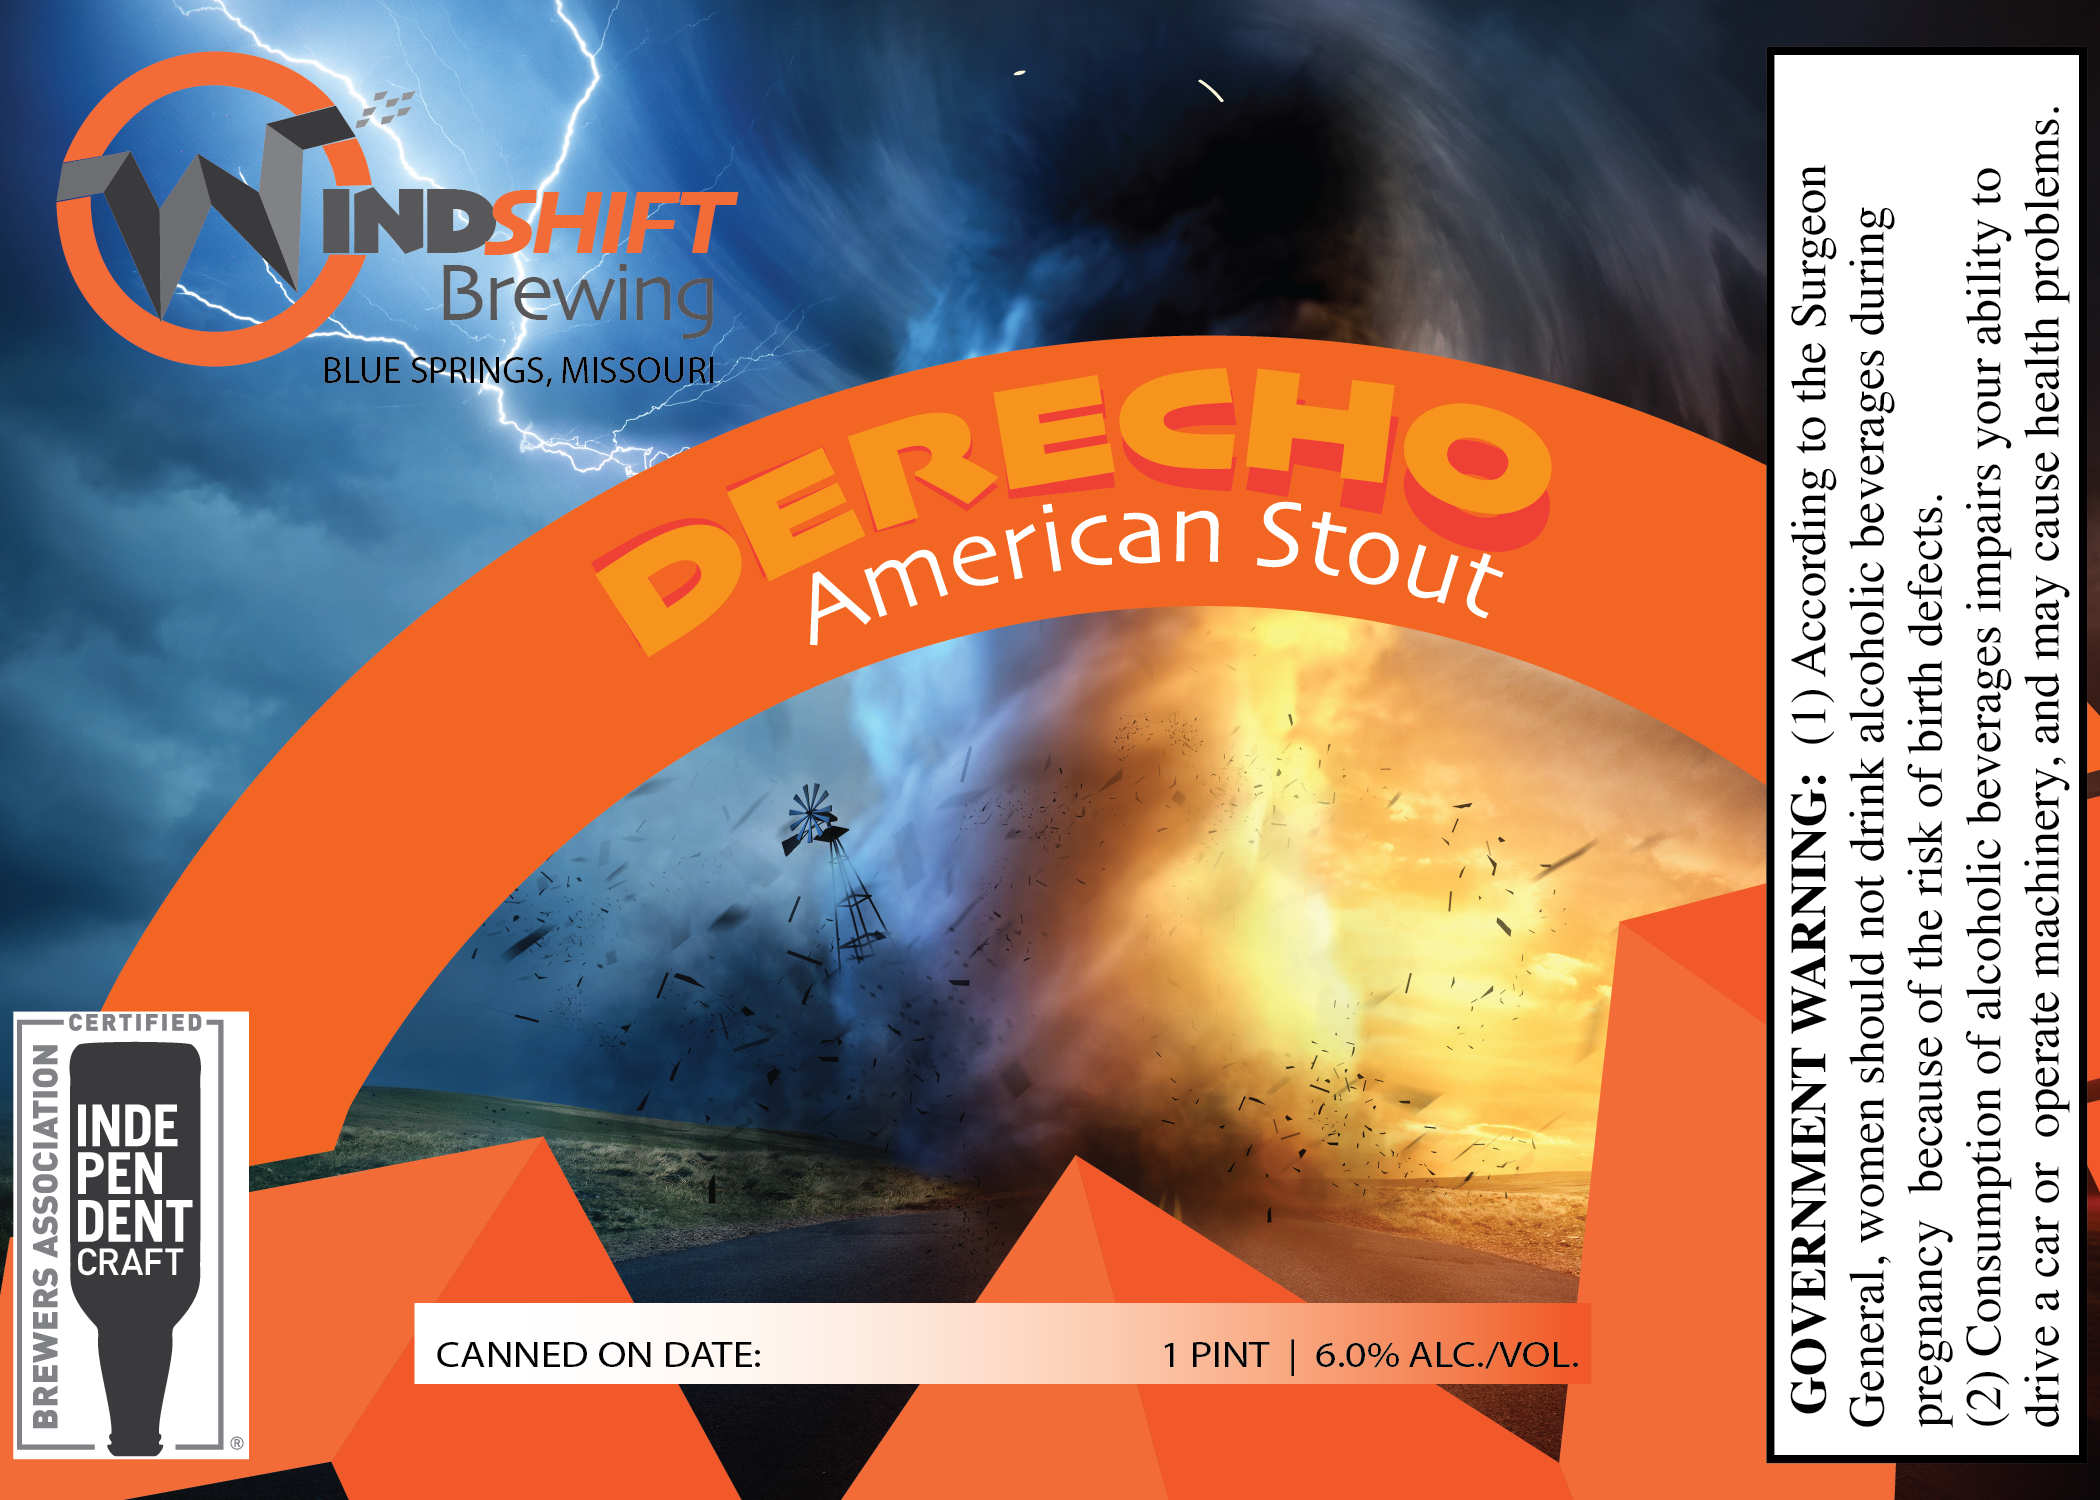 WINDSHIFT
Brewing
BLUE SPRINGS, MISSOURI
DERECHO
American Stout
CERTIFIED
BREWERS ASSOCIATION
INDE
PEN
DENT
CRAFT
®
CANNED ON DATE:
1 PINT | 6.0% ALC./VOL.
GOVERNMENT WARNING: (1) According to the Surgeon
General, women should not drink alcoholic beverages during
pregnancy because of the risk of birth defects.
(2) Consumption of alcoholic beverages impairs your ability to
drive a car or operate machinery, and may cause health problems.